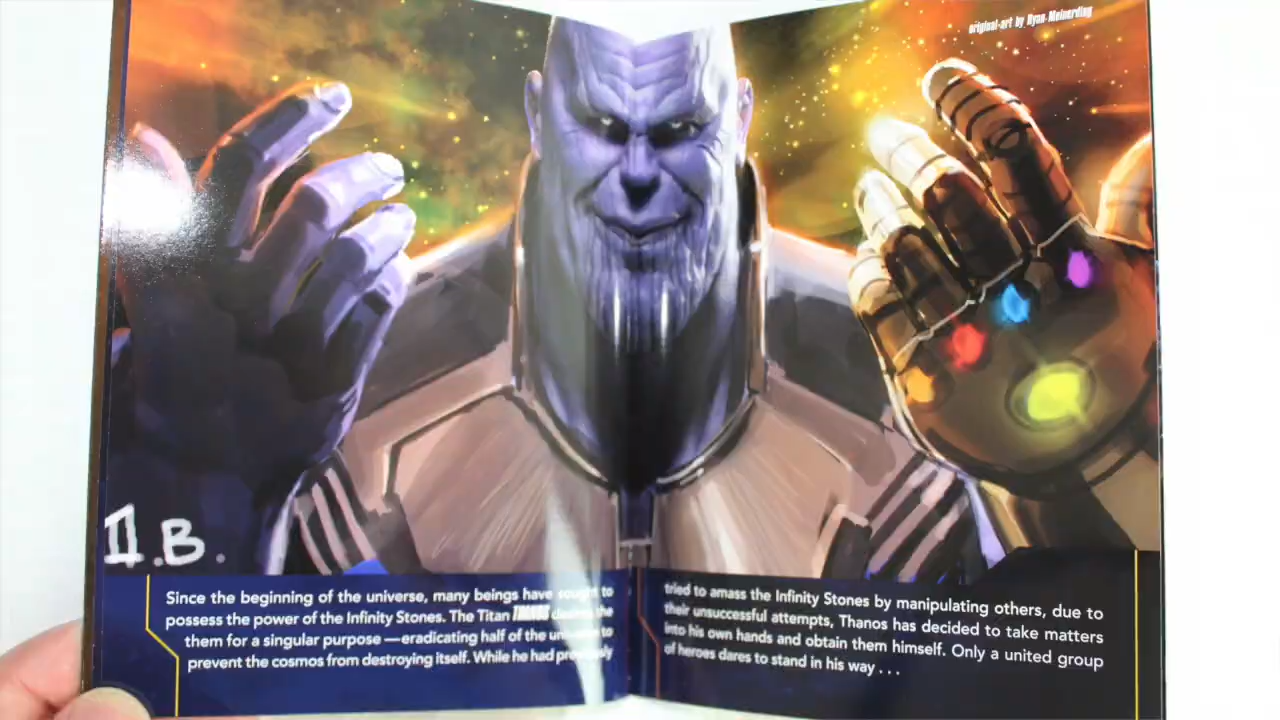 original art by Ryan Meinerding
II.B.
Since the beginning of the universe, many beings have sought to
possess the power of the Infinity Stones. The Titan THANOS desires the
them for a singular purpose — eradicating half of the universe to
prevent the cosmos from destroying itself. While he had previously
tried to amass the Infinity Stones by manipulating others, due to
their unsuccessful attempts, Thanos has decided to take matters
into his own hands and obtain them himself. Only a united group
of heroes dares to stand in his way . . .